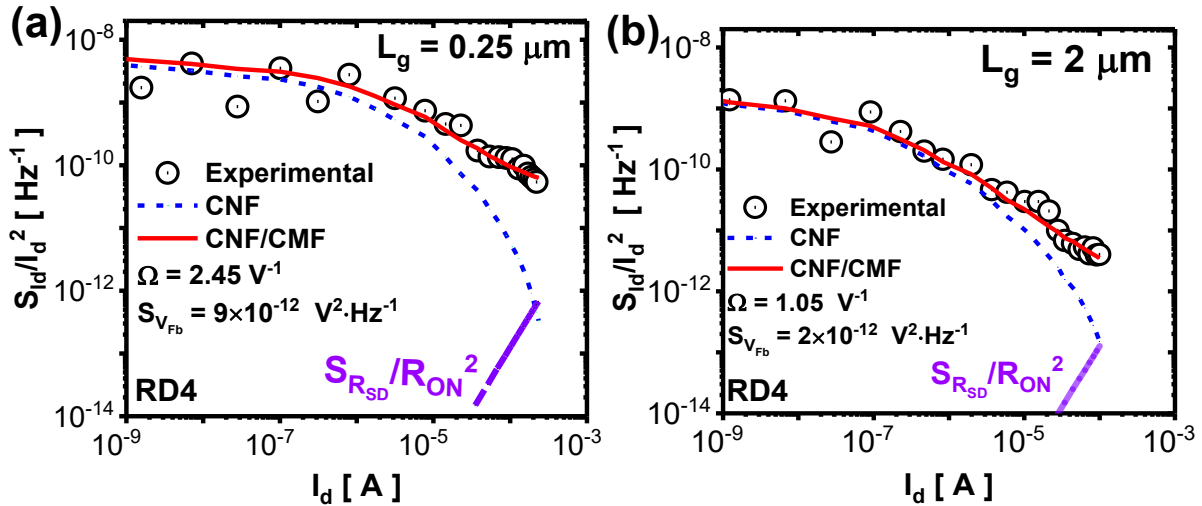 (a)
L_g = 0.25 μm
S_Id/I_d^2 [ Hz^-1 ]
10^-8
10^-10
10^-12
10^-14
Experimental
CNF
CNF/CMF
Ω = 2.45 V^-1
S_V_Fb = 9×10^-12 V^2·Hz^-1
S_R_SD/R_ON^2
RD4
10^-9 10^-7 10^-5 10^-3
I_d [ A ]
(b)
L_g = 2 μm
S_Id/I_d^2 [ Hz^-1 ]
10^-8
10^-10
10^-12
10^-14
Experimental
CNF
CNF/CMF
Ω = 1.05 V^-1
S_V_Fb = 2×10^-12 V^2·Hz^-1
S_R_SD/R_ON^2
RD4
10^-9 10^-7 10^-5 10^-3
I_d [ A ]